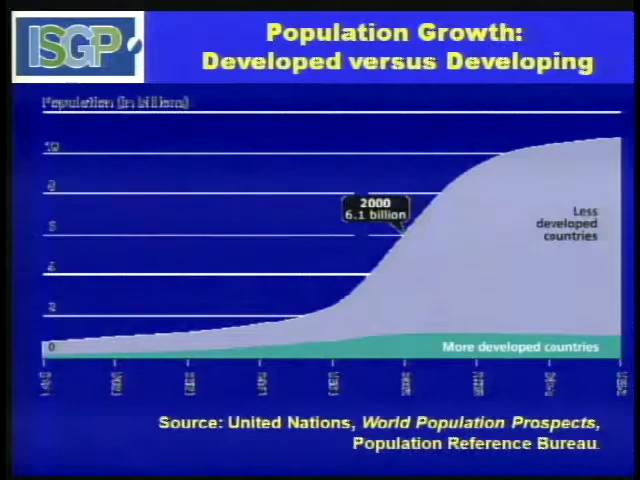 ISGP
Population Growth:
Developed versus Developing
Population (in billions)
10
8
6
4
2
0
2000
6.1 billion
Less
developed
countries
More developed countries
Source: United Nations, World Population Prospects,
Population Reference Bureau.